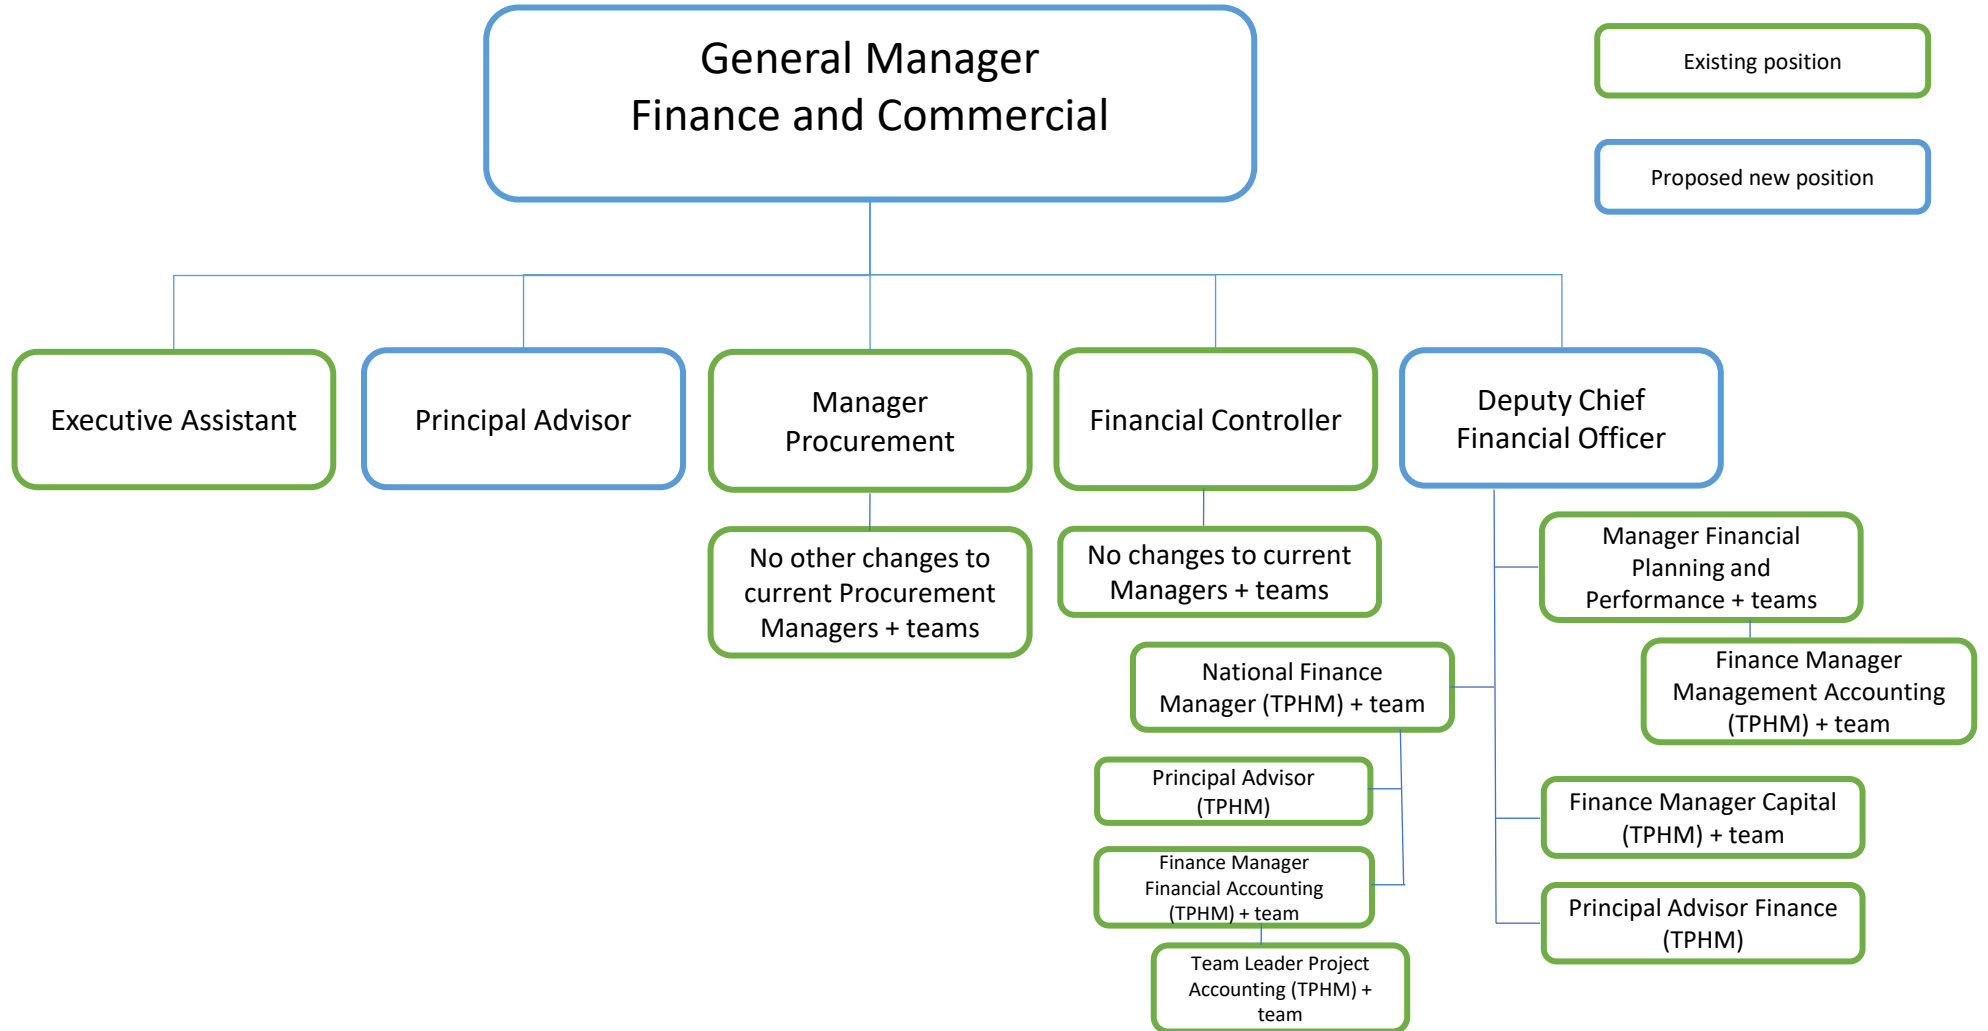 General Manager
Finance and Commercial
Existing position
Proposed new position
Executive Assistant
Principal Advisor
Manager
Procurement
Financial Controller
Deputy Chief
Financial Officer
No other changes to
current Procurement
Managers + teams
No changes to current
Managers + teams
Manager Financial
Planning and
Performance + teams
National Finance
Manager (TPHM) + team
Finance Manager
Management Accounting
(TPHM) + team
Principal Advisor
(TPHM)
Finance Manager Capital
(TPHM) + team
Finance Manager
Financial Accounting
(TPHM) + team
Principal Advisor Finance
(TPHM)
Team Leader Project
Accounting (TPHM) +
team